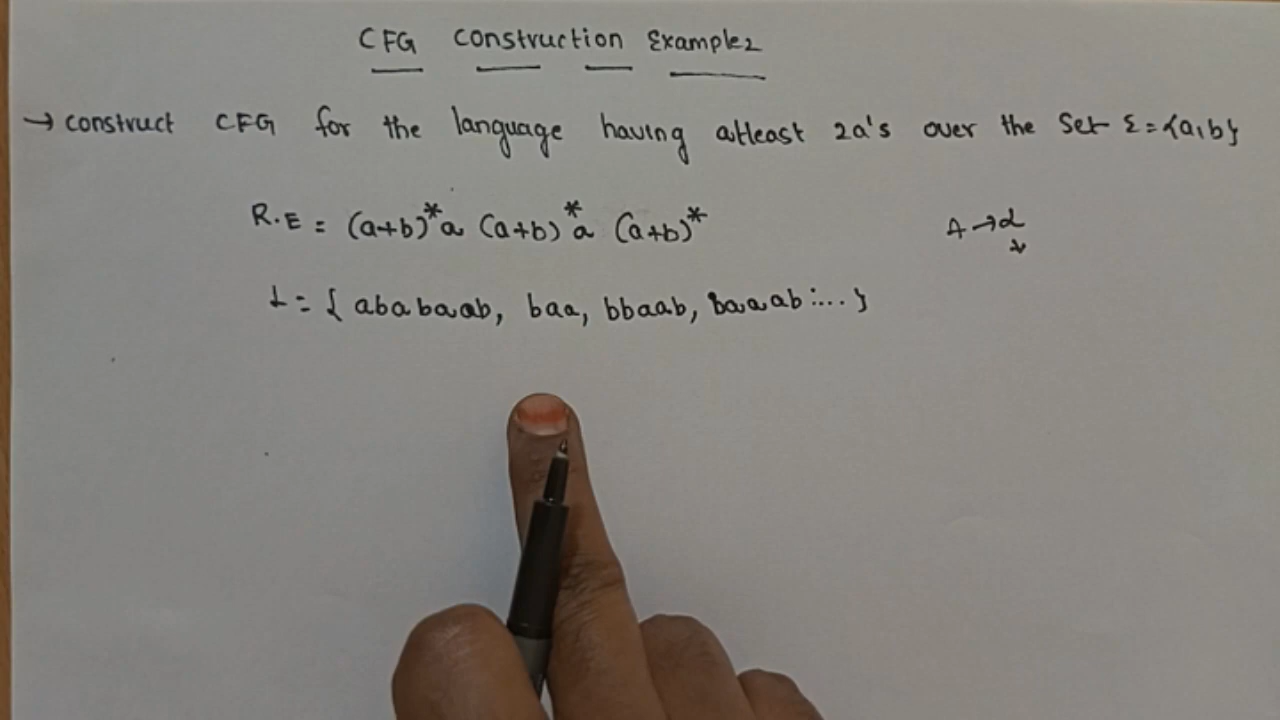 CFG Construction Example2
→ construct CFG for the language having atleast 2a's over the Set Σ={a,b}
R.E = (a+b)*a (a+b)*a (a+b)*
A→α
L = { ababaab, baa, bbaab, baaab .... }